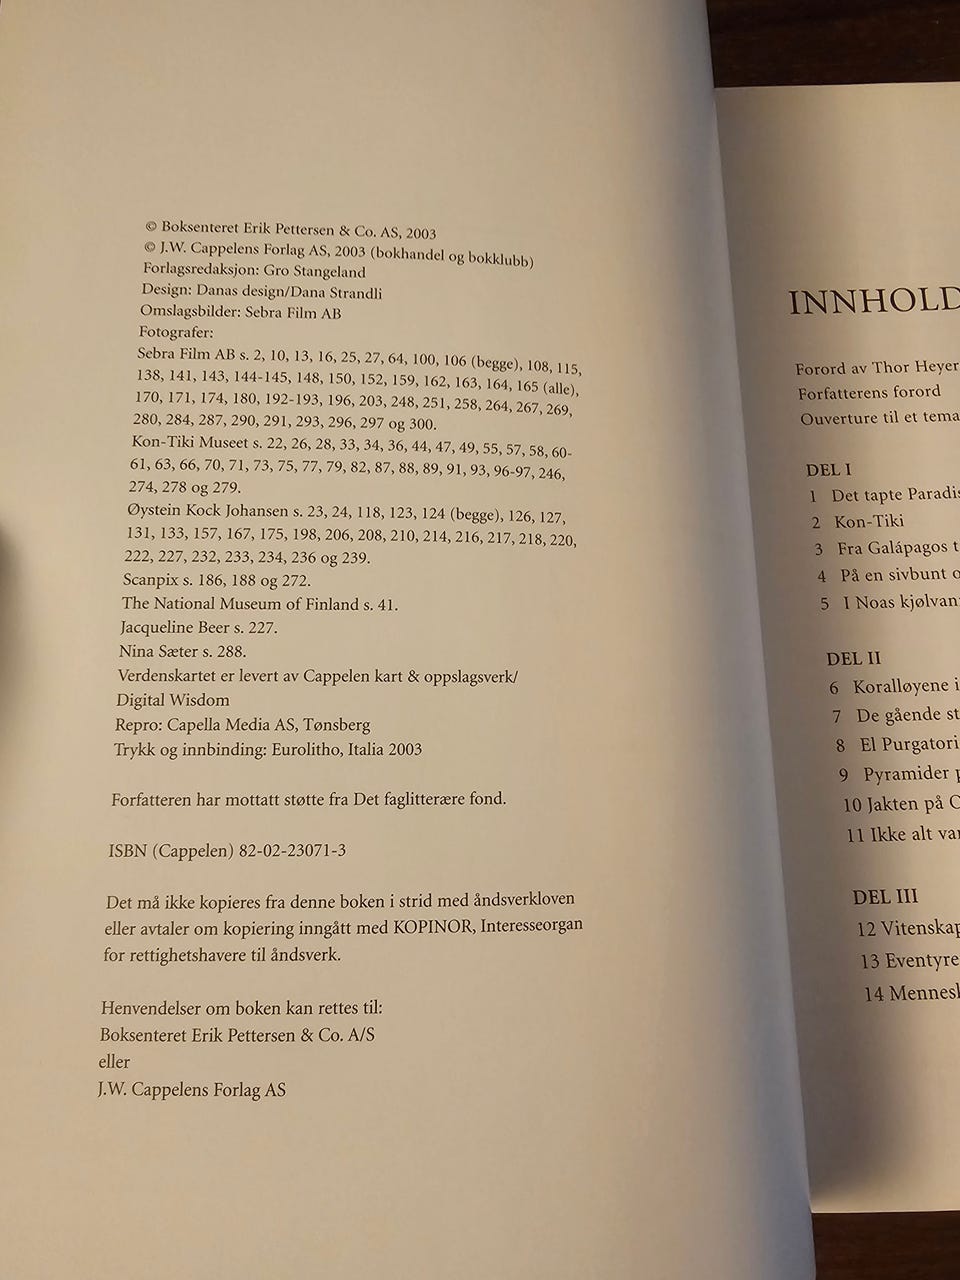 © Boksenteret Erik Pettersen & Co. AS, 2003
© J.W. Cappelens Forlag AS, 2003 (bokhandel og bokklubb)
Forlagsredaksjon: Gro Stangeland
Design: Danas design/Dana Strandli
Omslagsbilder: Sebra Film AB
Fotografer:
Sebra Film AB s. 2, 10, 13, 16, 25, 27, 64, 100, 106 (begge), 108, 115,
138, 141, 143, 144-145, 148, 150, 152, 159, 162, 163, 164, 165 (alle),
170, 171, 174, 180, 192-193, 196, 203, 248, 251, 258, 264, 267, 269,
280, 284, 287, 290, 291, 293, 296, 297 og 300.
Kon-Tiki Museet s. 22, 26, 28, 33, 34, 36, 44, 47, 49, 55, 57, 58, 60-
61, 63, 66, 70, 71, 73, 75, 77, 79, 82, 87, 88, 89, 91, 93, 96-97, 246,
274, 278 og 279.
Øystein Kock Johansen s. 23, 24, 118, 123, 124 (begge), 126, 127,
131, 133, 157, 167, 175, 198, 206, 208, 210, 214, 216, 217, 218, 220,
222, 227, 232, 233, 234, 236 og 239.
Scanpix s. 186, 188 og 272.
The National Museum of Finland s. 41.
Jacqueline Beer s. 227.
Nina Sæter s. 288.
Verdenskartet er levert av Cappelen kart & oppslagsverk/
Digital Wisdom
Repro: Capella Media AS, Tønsberg
Trykk og innbinding: Eurolitho, Italia 2003
Forfatteren har mottatt støtte fra Det faglitterære fond.
ISBN (Cappelen) 82-02-23071-3
Det må ikke kopieres fra denne boken i strid med åndsverkloven
eller avtaler om kopiering inngått med KOPINOR, Interesseorgan
for rettighetshavere til åndsverk.
Henvendelser om boken kan rettes til:
Boksenteret Erik Pettersen & Co. A/S
eller
J.W. Cappelens Forlag AS
INNHOLD
Forord av Thor Heyer
Forfatterens forord
Ouverture til et tema
DEL I
1 Det tapte Paradis
2 Kon-Tiki
3 Fra Galápagos t
4 På en sivbunt o
5 I Noas kjølvan
DEL II
6 Koralløyene i
7 De gående st
8 El Purgatori
9 Pyramider p
10 Jakten på
11 Ikke alt var
DEL III
12 Vitenskap
13 Eventyre
14 Mennesk